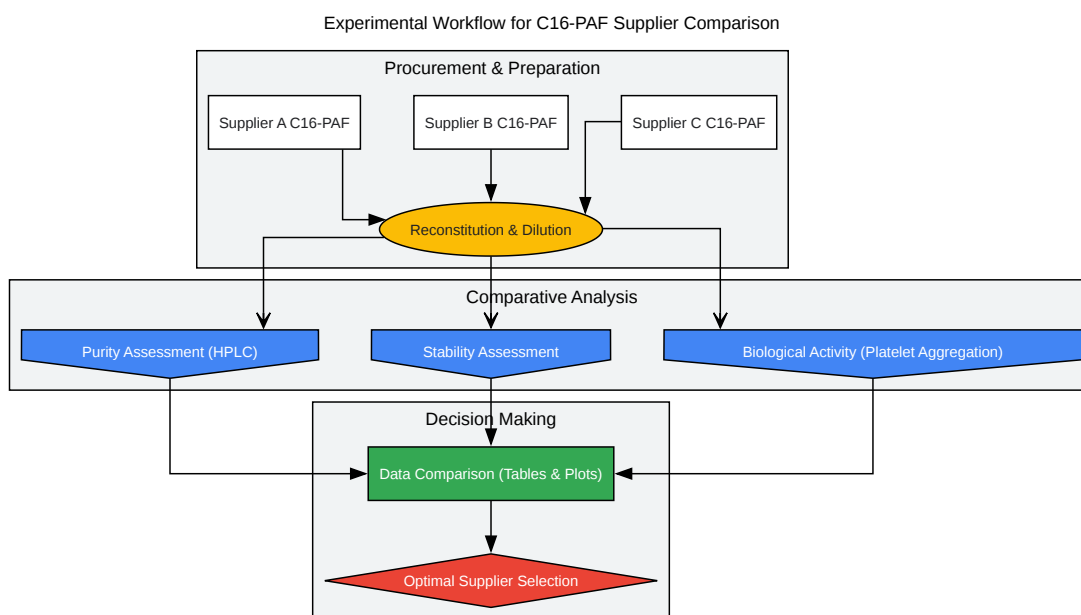 Experimental Workflow for C16-PAF Supplier Comparison
Procurement & Preparation
Supplier A C16-PAF
Supplier B C16-PAF
Supplier C C16-PAF
Reconstitution & Dilution
Comparative Analysis
Purity Assessment (HPLC)
Stability Assessment
Biological Activity (Platelet Aggregation)
Decision Making
Data Comparison (Tables & Plots)
Optimal Supplier Selection